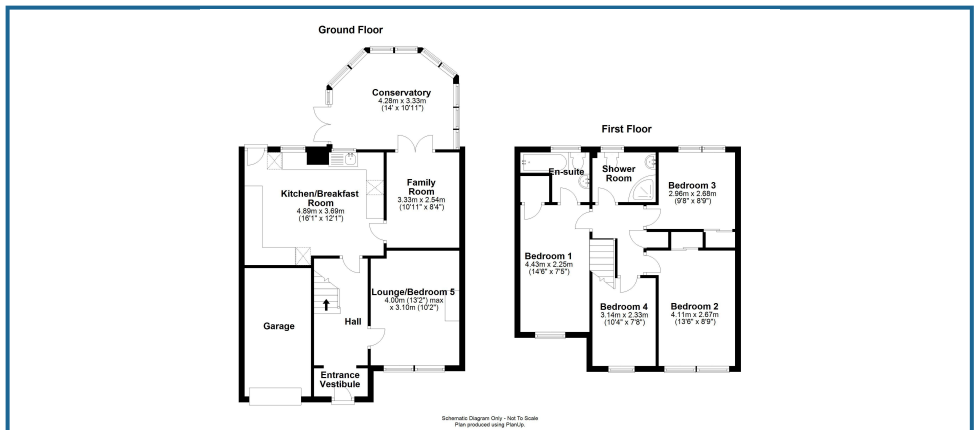 Ground Floor
Conservatory
4.28m x 3.33m
(14' x 10'11")
Kitchen/Breakfast
Room
4.89m x 3.69m
(16'1" x 12'1")
Family
Room
3.33m x 2.54m
(10'11" x 8'4")
Lounge/Bedroom 5
4.00m (13'2") max
x 3.10m (10'2")
Garage
Hall
Entrance
Vestibule
First Floor
En-suite
Shower
Room
Bedroom 3
2.96m x 2.68m
(9'8" x 8'9")
Bedroom 1
4.43m x 2.25m
(14'6" x 7'5")
Bedroom 4
3.14m x 2.33m
(10'4" x 7'8")
Bedroom 2
4.11m x 2.67m
(13'6" x 8'9")
Schematic Diagram Only - Not To Scale
Plan produced using PlanUp.